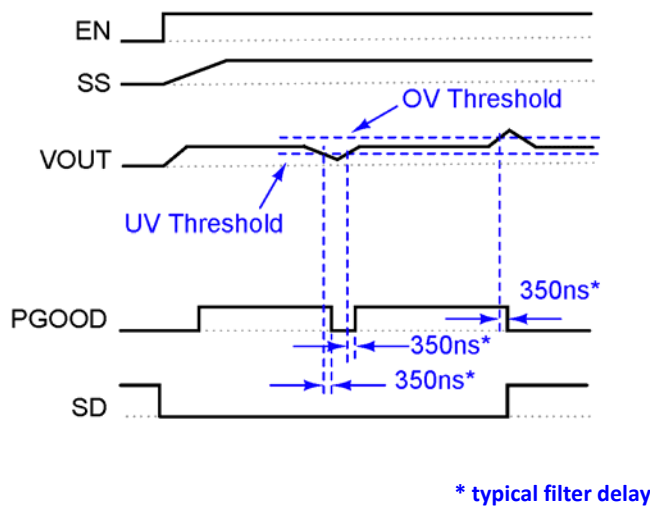 EN
SS
OV Threshold
VOUT
UV Threshold
350ns*
PGOOD
350ns*
350ns*
SD
* typical filter delay